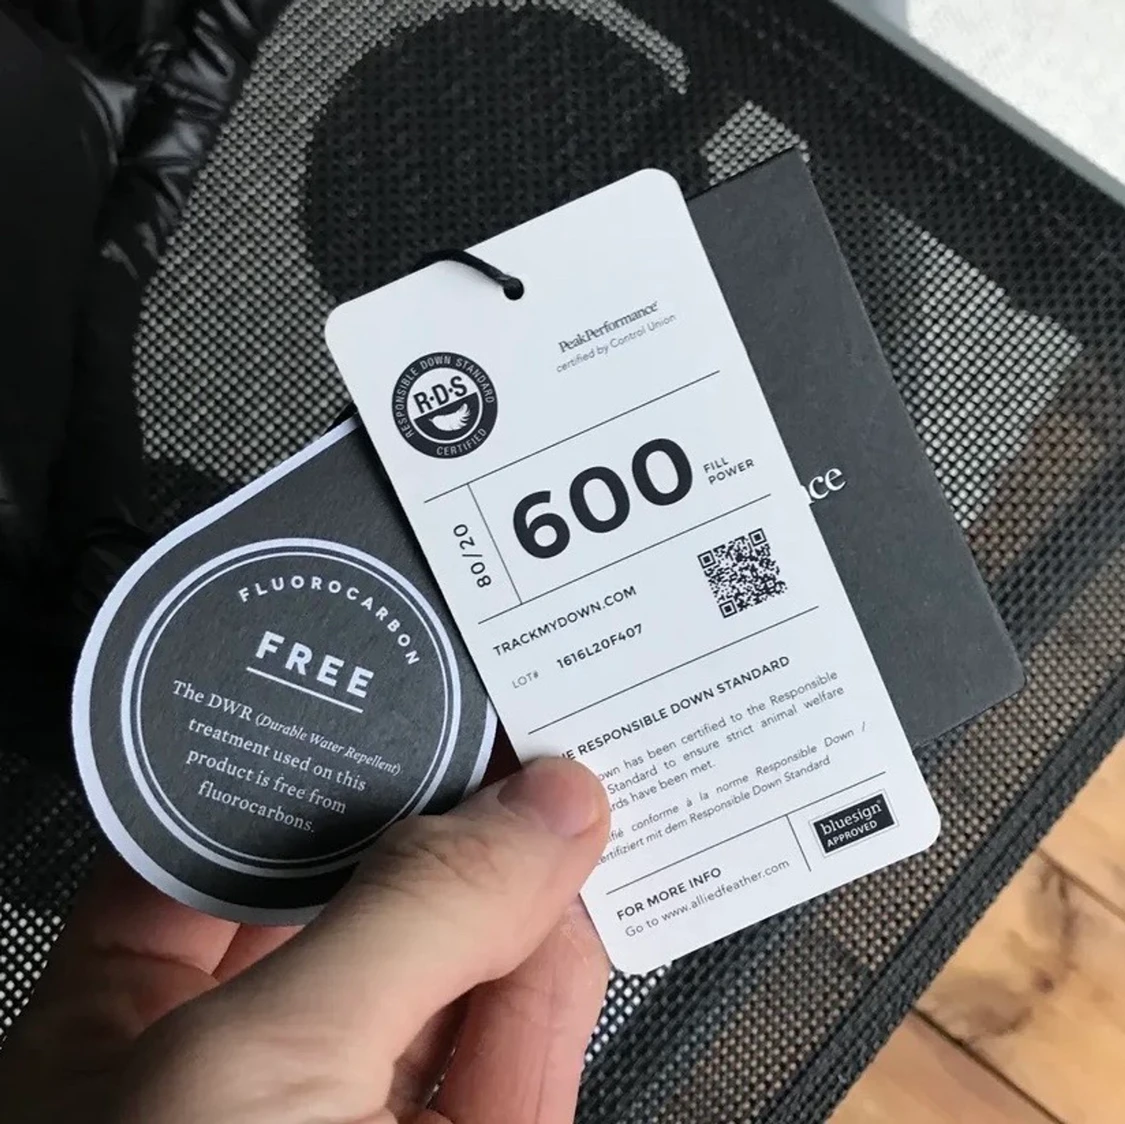 PeakPerformance
certified by Control Union
RESPONSIBLE DOWN STANDARD
R·D·S
CERTIFIED
80/20
600
FILL
POWER
TRACKMYDOWN.COM
LOT# 1616L20F407
RESPONSIBLE DOWN STANDARD
has been certified to the Responsible
Standard to ensure strict animal welfare
have been met.
conforme à la norme Responsible Down /
mit dem Responsible Down Standard
FOR MORE INFO
Go to www.alliedfeather.com
bluesign®
APPROVED
FLUOROCARBON
FREE
The DWR (Durable Water Repellent)
treatment used on this
product is free from
fluorocarbons.